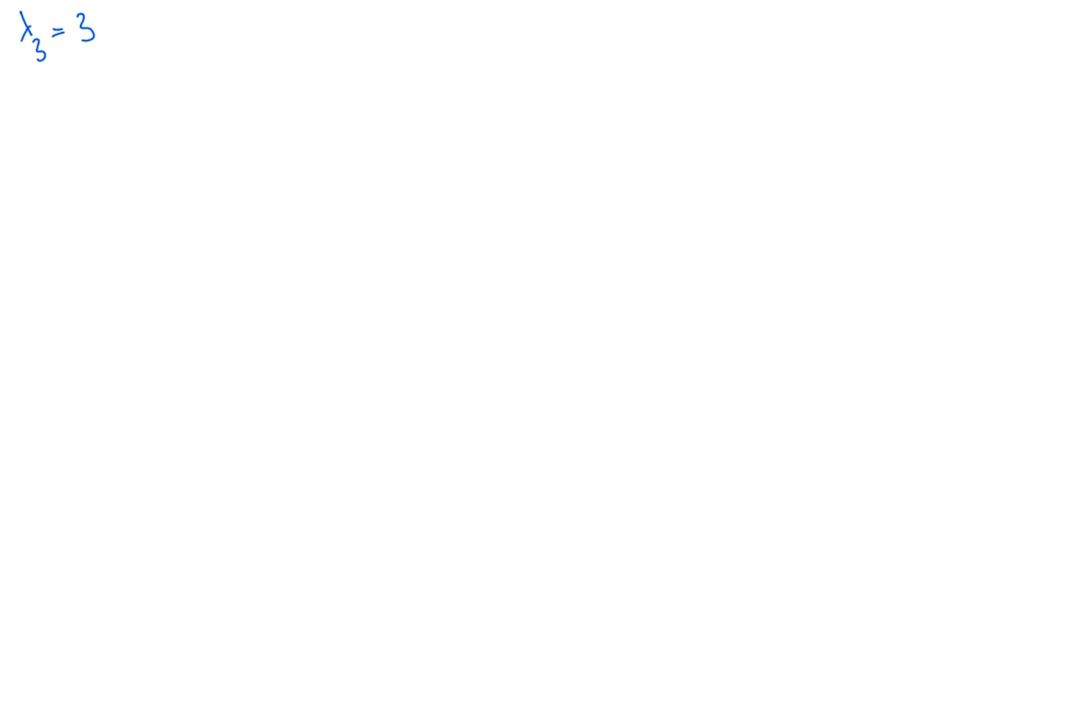 λ₃ = 3